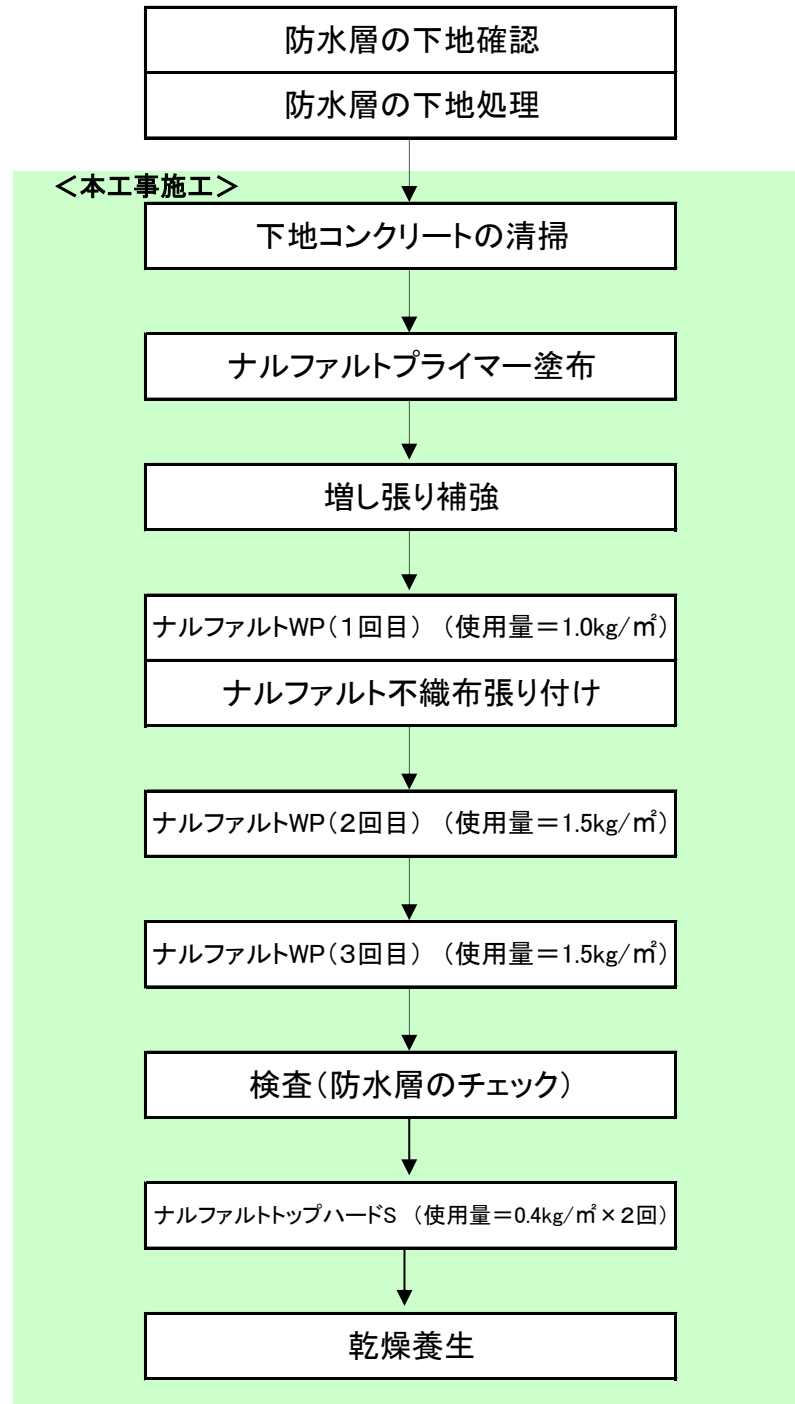 防水層の下地確認
防水層の下地処理
＜本工事施工＞
下地コンクリートの清掃
ナルファルトプライマー塗布
増し張り補強
ナルファルトWP（１回目）　（使用量＝1.0kg/㎡）
ナルファルト不織布張り付け
ナルファルトWP（２回目）　（使用量＝1.5kg/㎡）
ナルファルトWP（３回目）　（使用量＝1.5kg/㎡）
検査（防水層のチェック）
ナルファルトトップハードS　（使用量＝0.4kg/㎡×２回）
乾燥養生